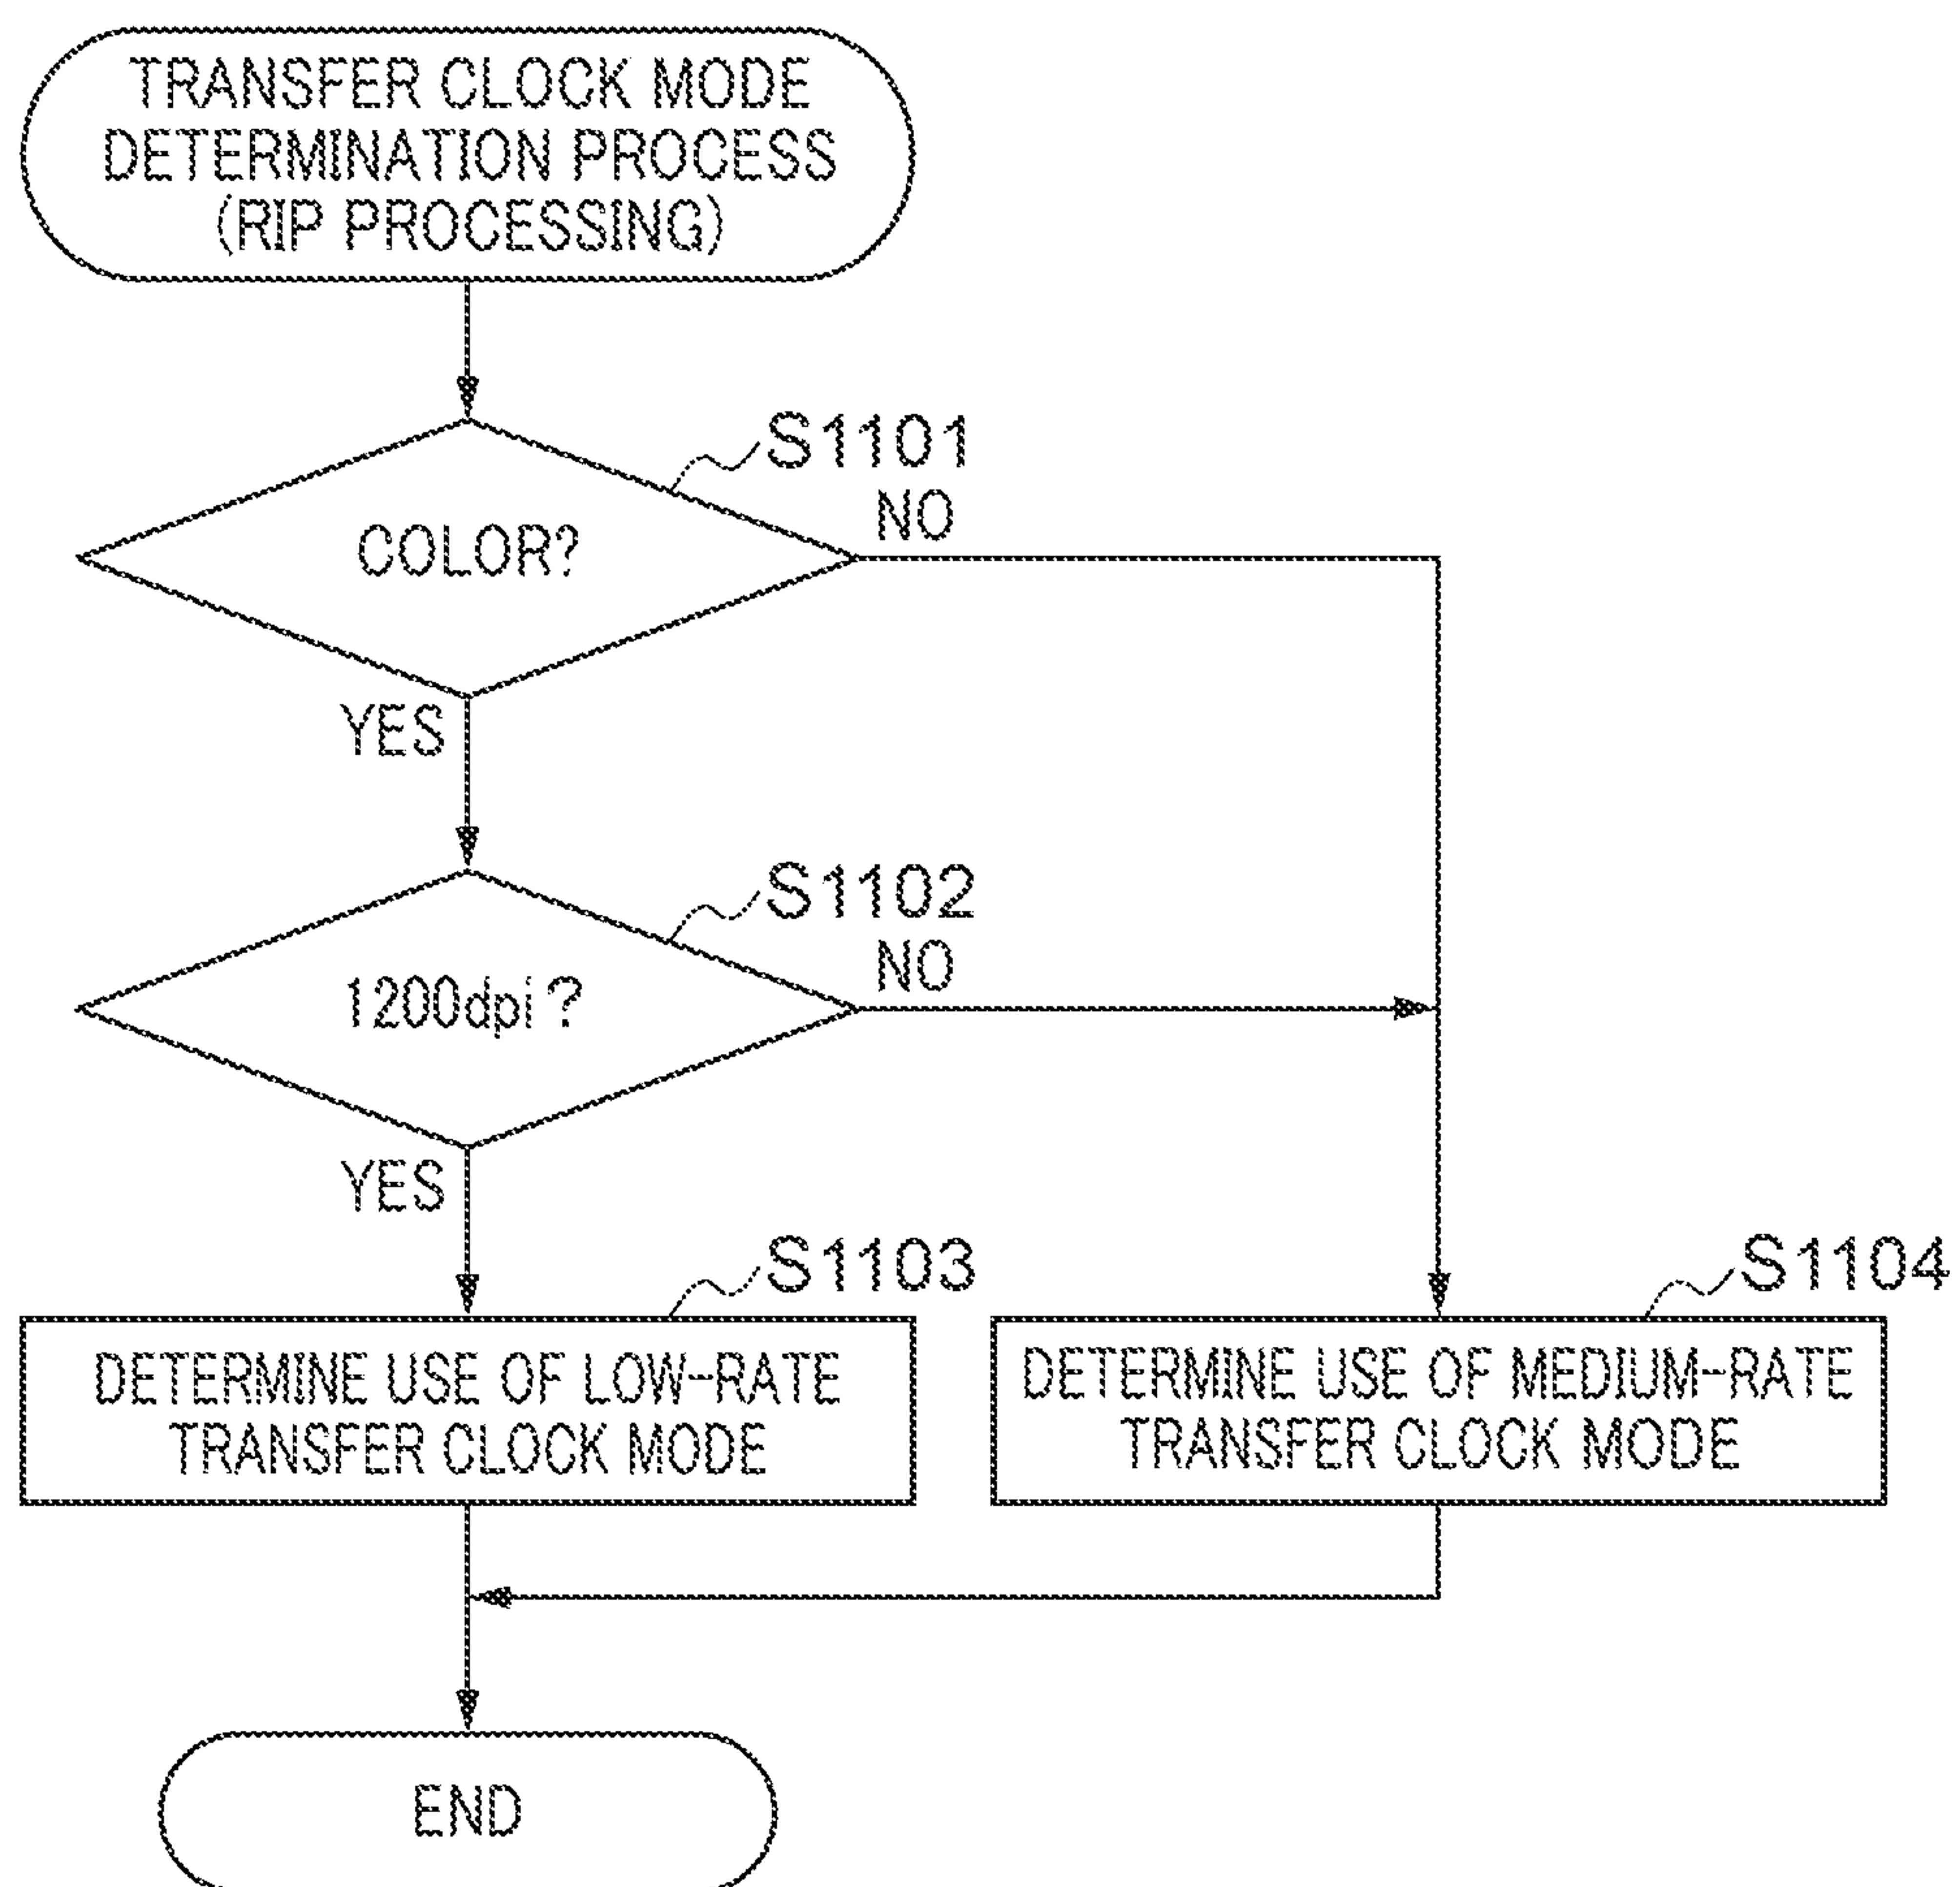 TRANSFER CLOCK MODE
DETERMINATION PROCESS
(RIP PROCESSING)
S1101
NO
COLOR?
YES
S1102
NO
1200dpi?
YES
S1103
S1104
DETERMINE USE OF LOW-RATE
TRANSFER CLOCK MODE
DETERMINE USE OF MEDIUM-RATE
TRANSFER CLOCK MODE
END